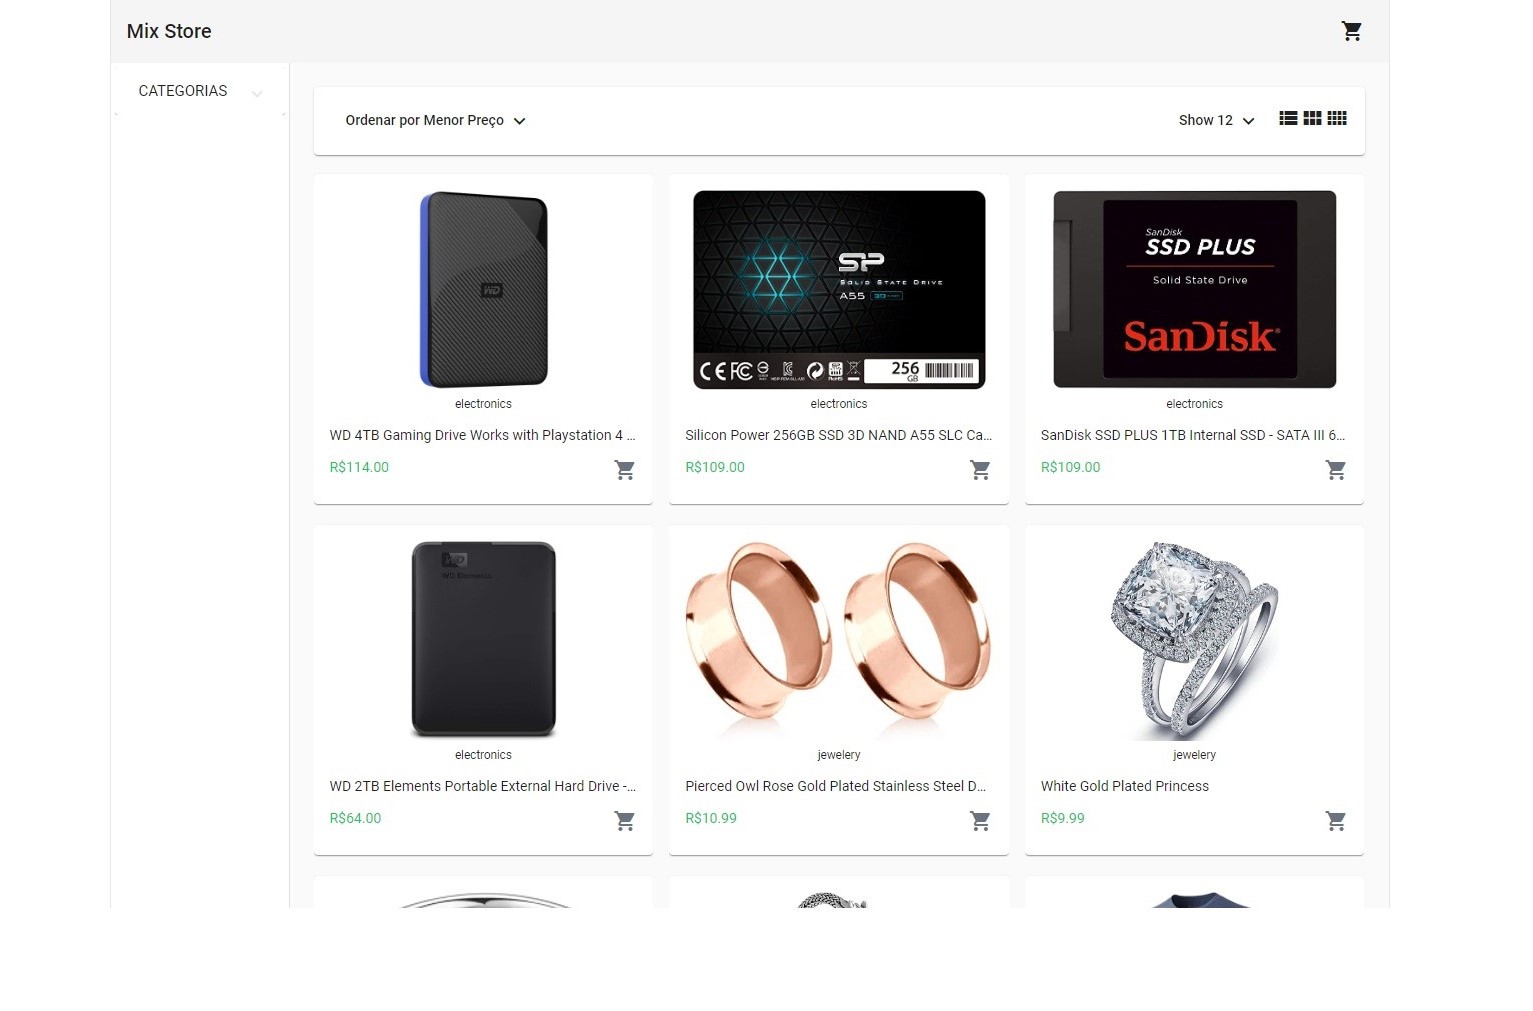 Mix Store
CATEGORIAS
Ordenar por Menor Preço
Show 12
WD
SP
SOLID STATE DRIVE
A55
256
GB
SanDisk
SSD PLUS
Solid State Drive
SanDisk
electronics
electronics
electronics
WD 4TB Gaming Drive Works with Playstation 4 ...
Silicon Power 256GB SSD 3D NAND A55 SLC Ca...
SanDisk SSD PLUS 1TB Internal SSD - SATA III 6...
R$114.00
R$109.00
R$109.00
WD
WD Elements
electronics
jewelery
jewelery
WD 2TB Elements Portable External Hard Drive -...
Pierced Owl Rose Gold Plated Stainless Steel D...
White Gold Plated Princess
R$64.00
R$10.99
R$9.99